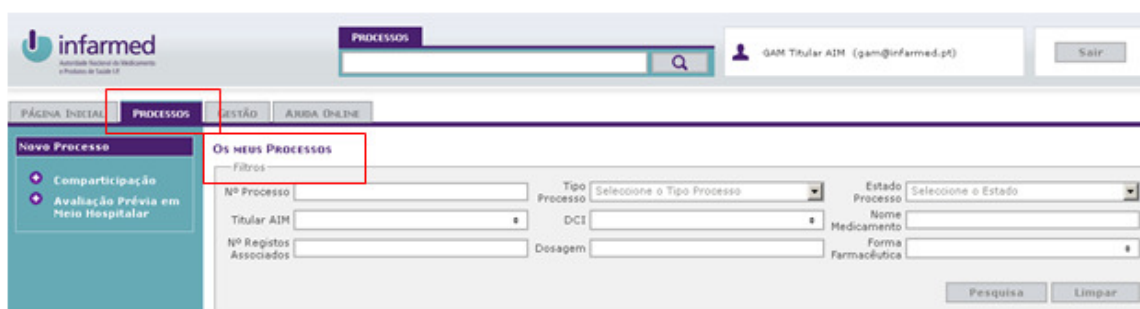 infarmed
Autoridade Nacional do Medicamento
e Produtos de Saúde I.P.
PROCESSOS
GAM Titular AIM (gam@infarmed.pt)
Sair
PÁGINA INICIAL
PROCESSOS
GESTÃO
AJUDA ONLINE
Novo Processo
Comparticipação
Avaliação Prévia em
Meio Hospitalar
OS MEUS PROCESSOS
Filtros
Nº Processo
Tipo
Processo
Seleccione o Tipo Processo
Estado
Processo
Seleccione o Estado
Titular AIM
DCI
Nome
Medicamento
Nº Registos
Associados
Dosagem
Forma
Farmacêutica
Pesquisa
Limpar